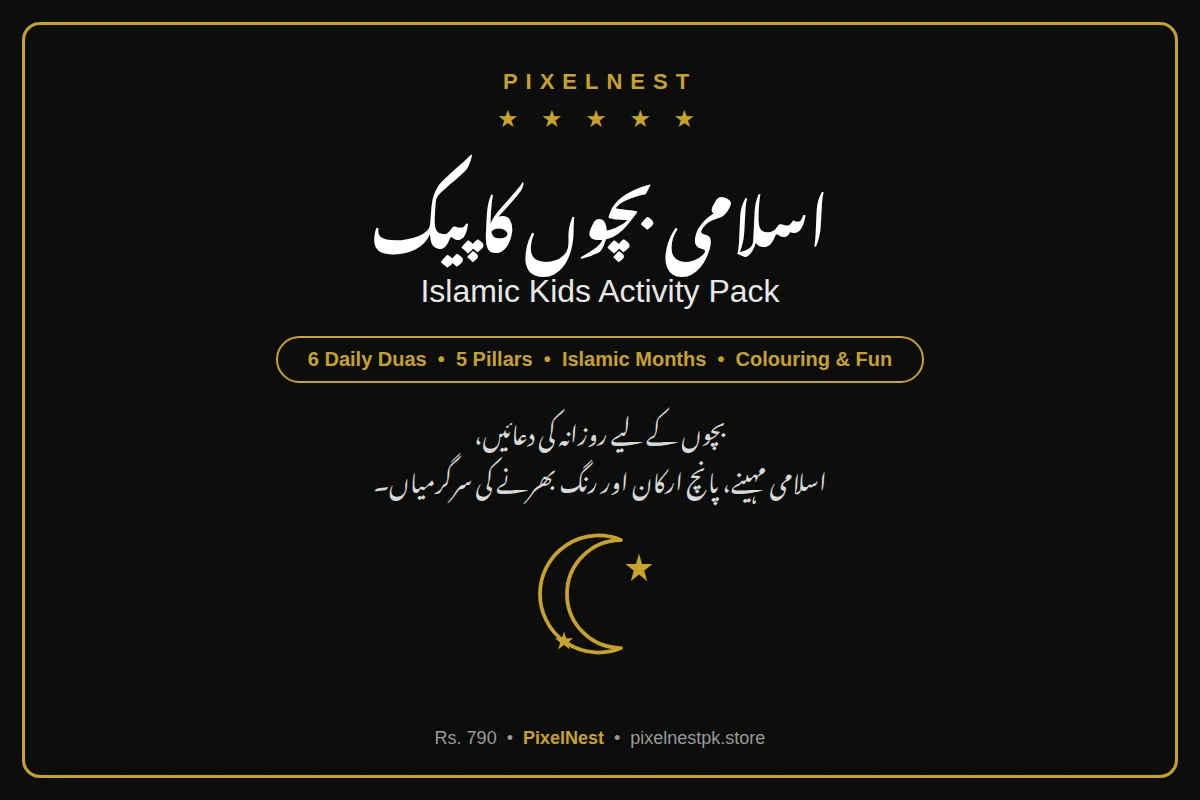 PIXELNEST
★ ★ ★ ★ ★
اسلامی بچوں کا پیک
Islamic Kids Activity Pack
6 Daily Duas • 5 Pillars • Islamic Months • Colouring & Fun
بچوں کے لیے روزانہ کی دعائیں،
اسلامی مہینے، پانچ ارکان اور رنگ بھرنے کی سرگرمیاں۔
Rs. 790 • PixelNest • pixelnestpk.store